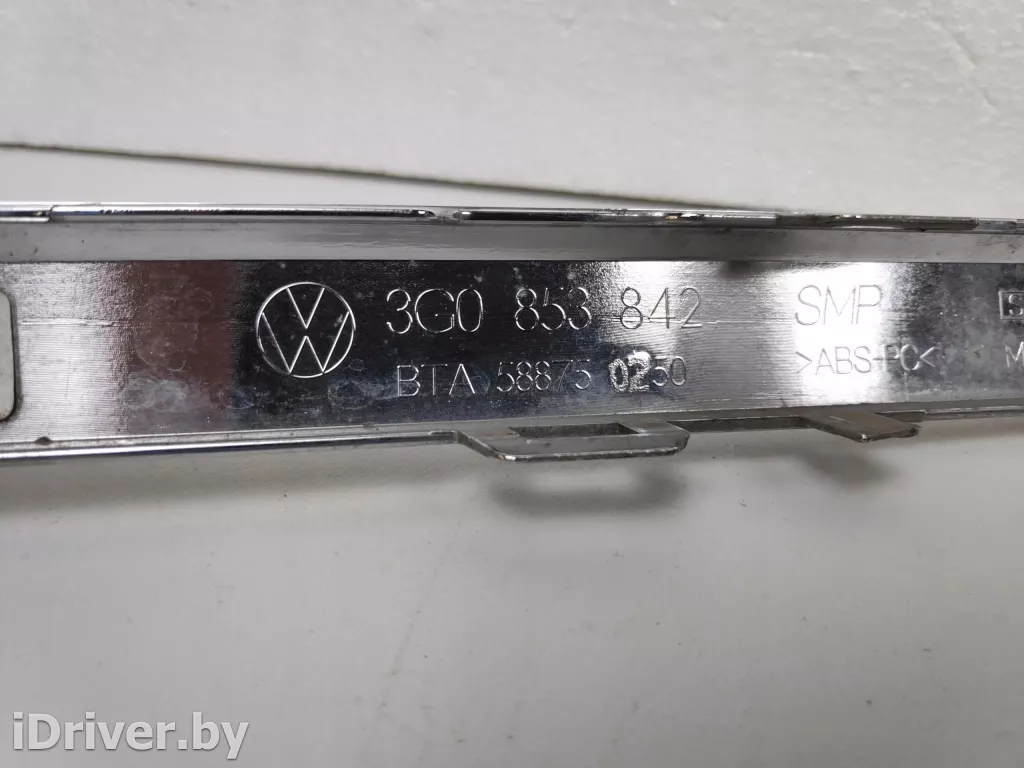 3G0 853 842 SMP
BTA 58875 0250 >ABS-PC<
iDriver.by